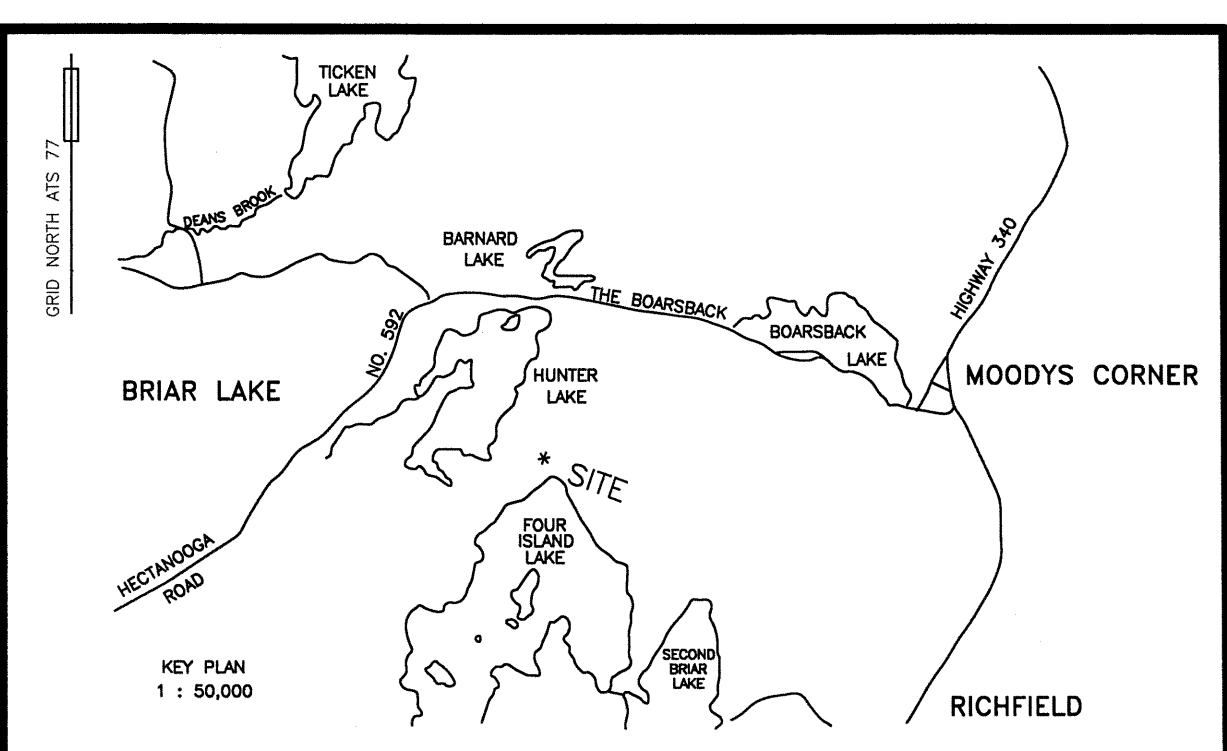 TICKEN
LAKE
GRID NORTH ATS 77
DEANS BROOK
BARNARD
LAKE
HIGHWAY 340
THE BOARSBACK
BOARSBACK
LAKE
NO. 592
BRIAR LAKE
HUNTER
LAKE
MOODYS CORNER
* SITE
FOUR
ISLAND
LAKE
HECTANOOGA
ROAD
SECOND
BRIAR
LAKE
KEY PLAN
1 : 50,000
RICHFIELD